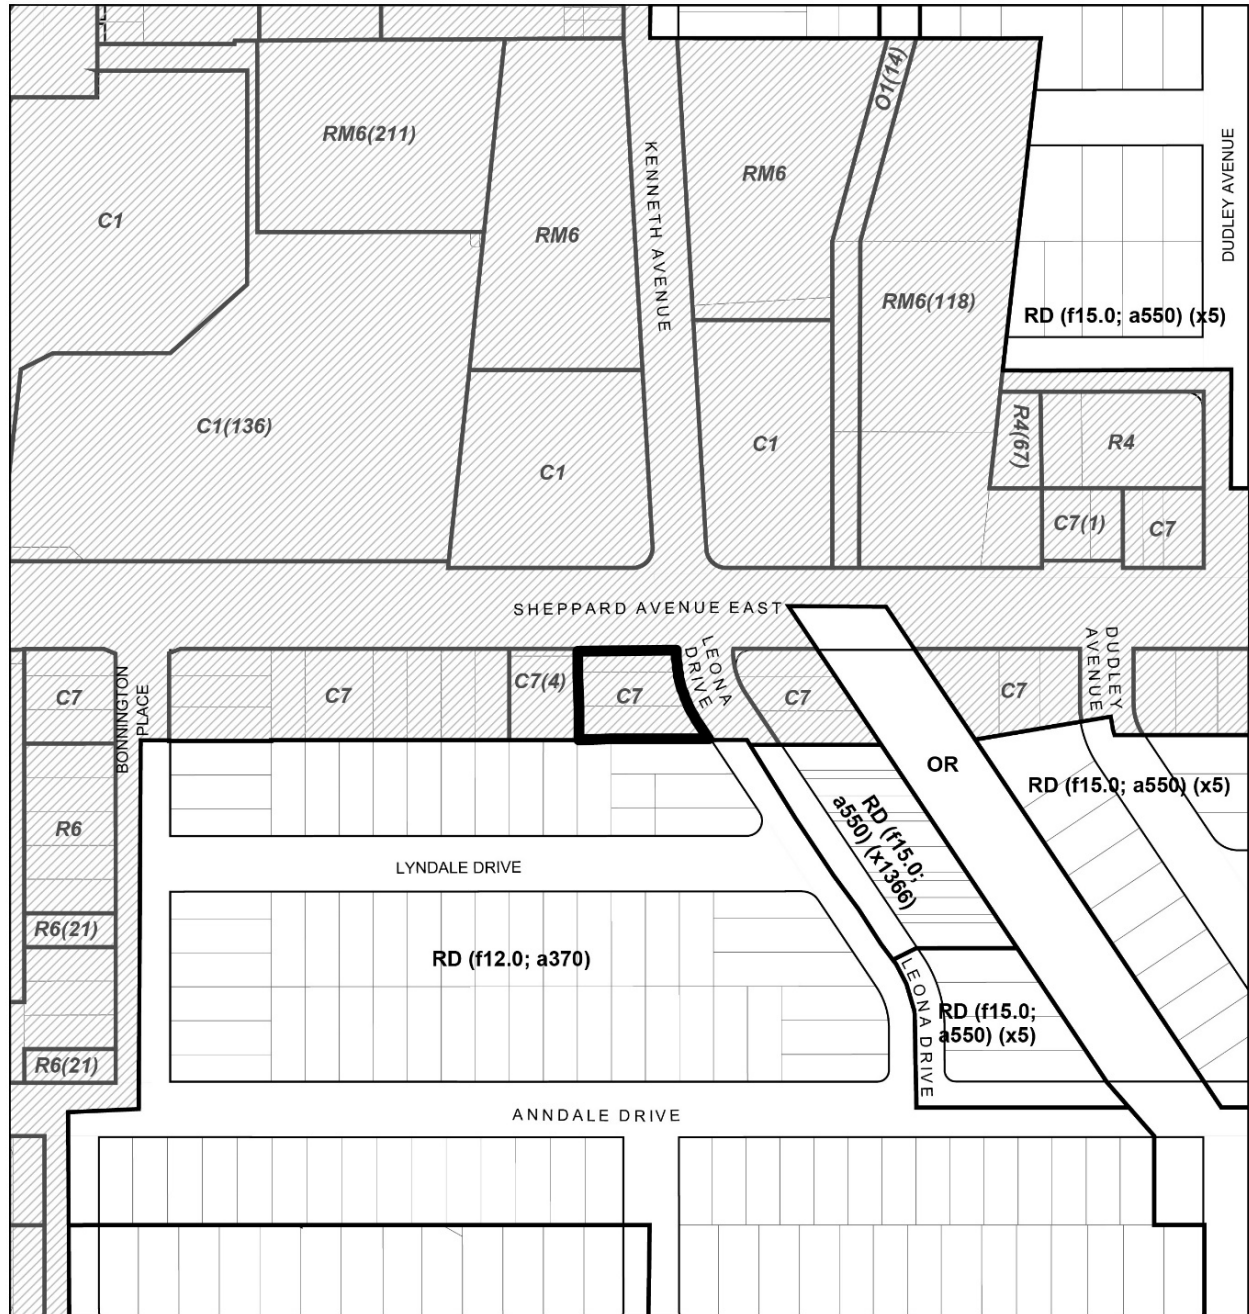 O1(14)
RM6(211)
KENNETH AVENUE
RM6
DUDLEY AVENUE
C1
RM6
RM6(118)
RD (f15.0; a550) (x5)
C1(136)
R4(67)
R4
C1
C1
C7(1)
C7
SHEPPARD AVENUE EAST
LEONA
DRIVE
DUDLEY
AVENUE
BONNINGTON
PLACE
C7
C7
C7(4)
C7
C7
C7
OR
RD (f15.0; a550) (x5)
R6
RD (f15.0;
a550) (x1366)
LYNDALE DRIVE
R6(21)
RD (f12.0; a370)
LEONA DRIVE
RD (f15.0;
a550) (x5)
R6(21)
ANNDALE DRIVE